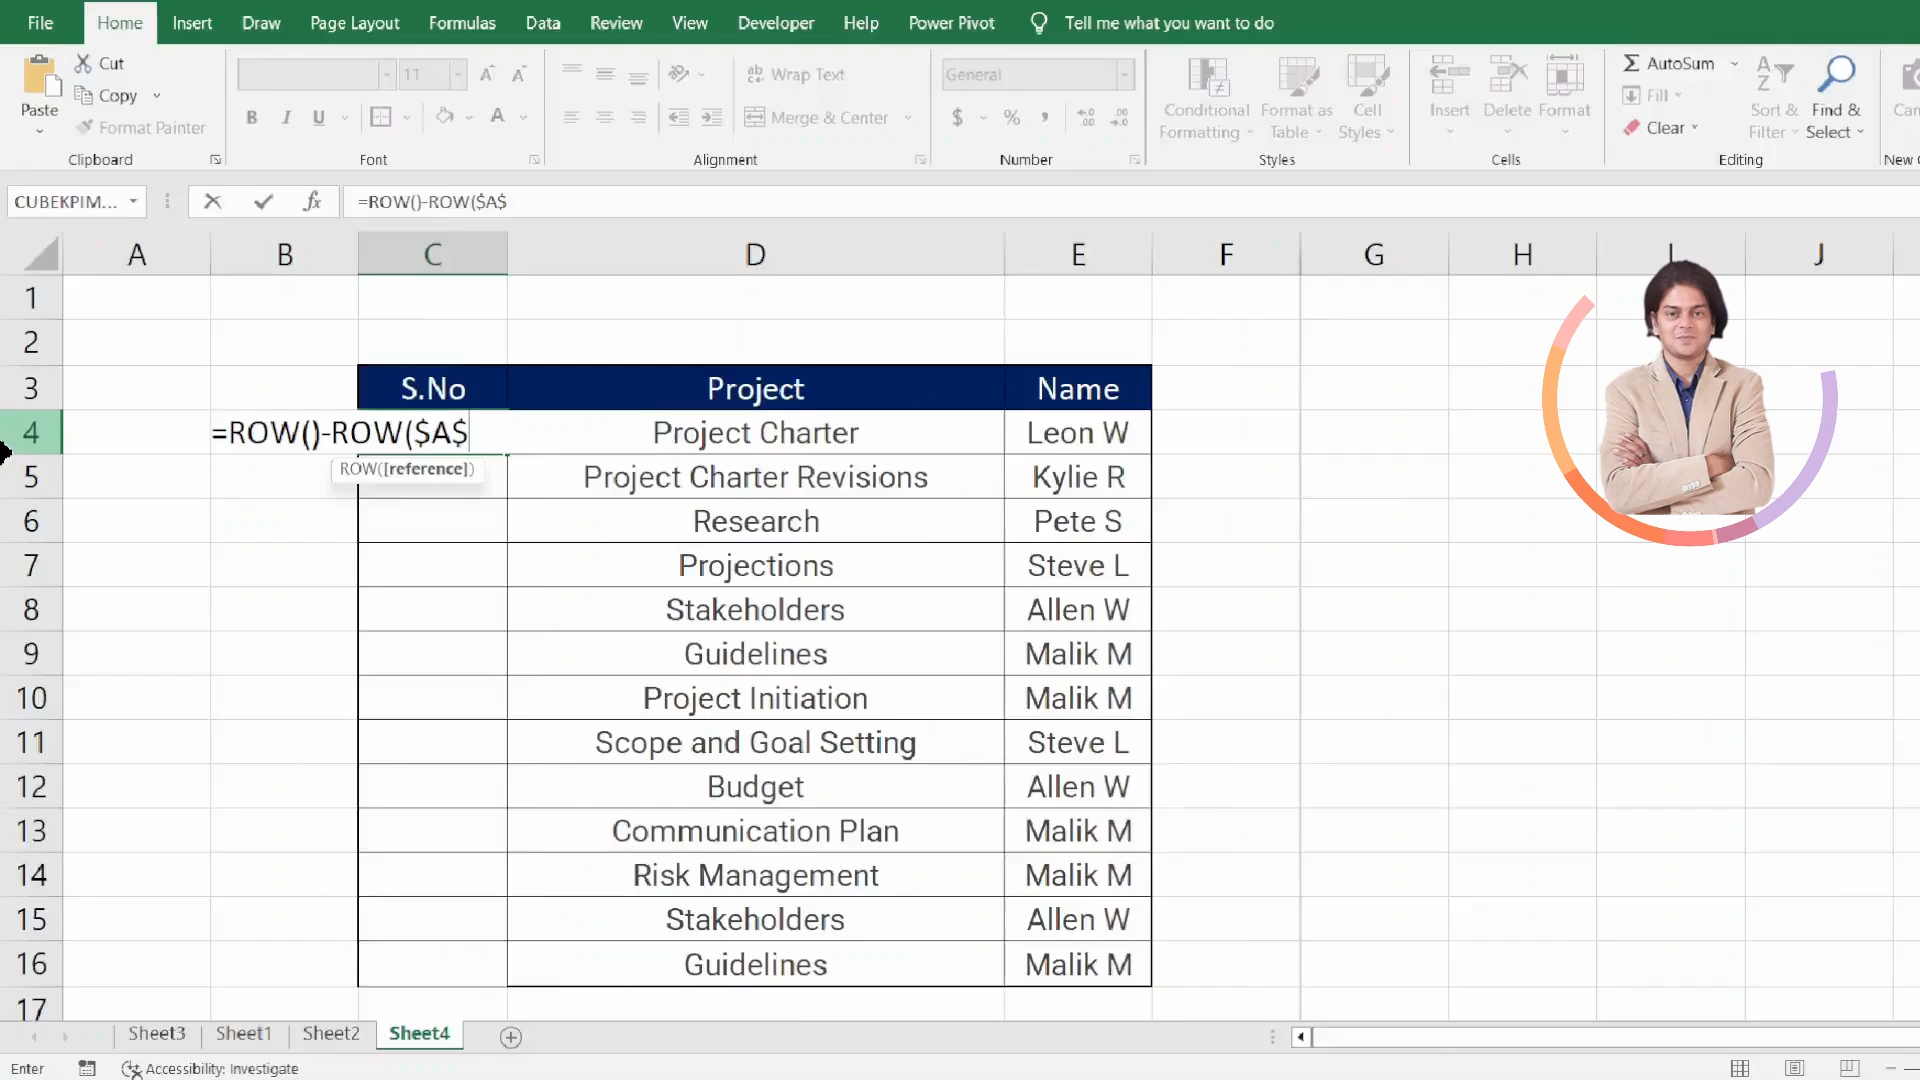 File Home Insert Draw Page Layout Formulas Data Review View Developer Help Power Pivot Tell me what you want to do
Paste
Cut
Copy
Format Painter
Clipboard
11
B I U A
Font
Wrap Text
Merge & Center
Alignment
General
$ %
Number
Conditional Formatting
Format as Table
Cell Styles
Styles
Insert Delete Format
Cells
AutoSum
Fill
Clear
Sort & Filter
Find & Select
Editing
New
CUBEKPIM... fx =ROW()-ROW($A$
A B C D E F G H I J
1
2
3 S.No Project Name
4 =ROW()-ROW($A$ Project Charter Leon W
ROW([reference])
5 Project Charter Revisions Kylie R
6 Research Pete S
7 Projections Steve L
8 Stakeholders Allen W
9 Guidelines Malik M
10 Project Initiation Malik M
11 Scope and Goal Setting Steve L
12 Budget Allen W
13 Communication Plan Malik M
14 Risk Management Malik M
15 Stakeholders Allen W
16 Guidelines Malik M
17
Sheet3 Sheet1 Sheet2 Sheet4
Enter Accessibility: Investigate